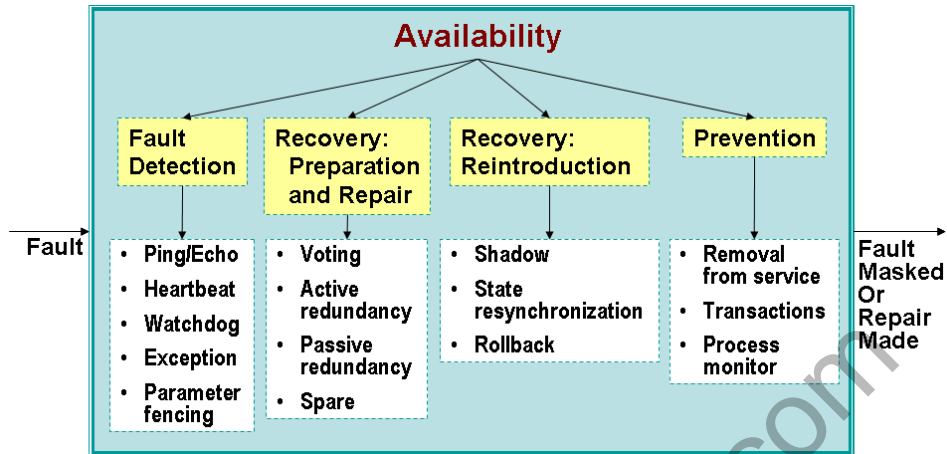 Availability
Fault
Detection
Recovery:
Preparation
and Repair
Recovery:
Reintroduction
Prevention
Fault
• Ping/Echo
• Heartbeat
• Watchdog
• Exception
• Parameter
fencing
• Voting
• Active
redundancy
• Passive
redundancy
• Spare
• Shadow
• State
resynchronization
• Rollback
• Removal
from service
• Transactions
• Process
monitor
Fault
Masked
Or
Repair
Made
.com